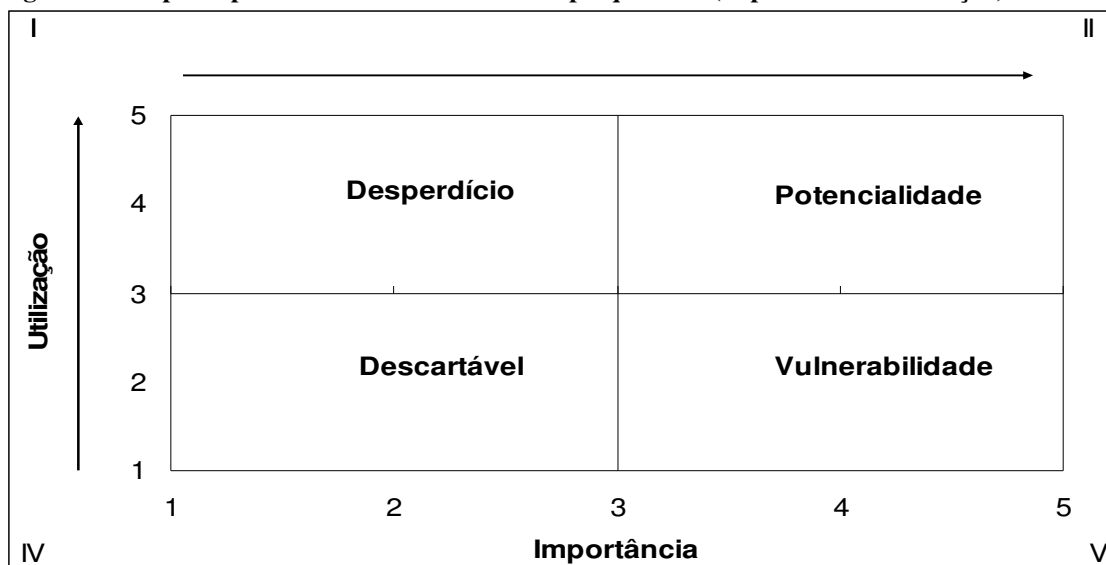 I II
5
Desperdício Potencialidade
4
Utilização
3
Descartável Vulnerabilidade
2
1
1 2 3 4 5
IV Importância V